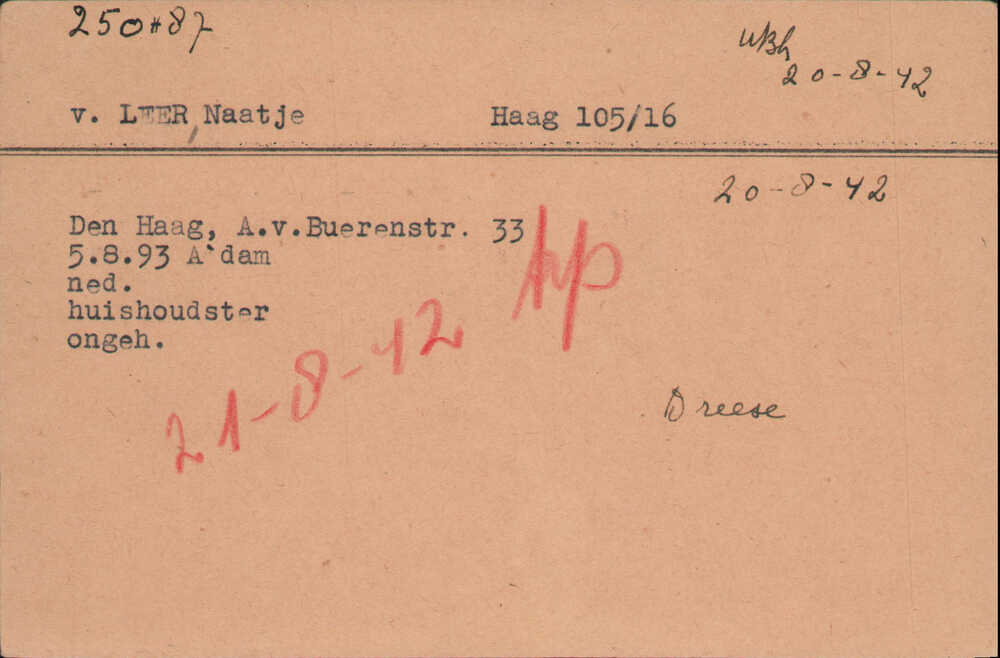 250*87
20-8-42
v. LEER, Naatje Haag 105/16
20-8-42
Den Haag, A.v.Buerenstr. 33
5.8.93 A`dam
ned.
huishoudster
ongeh.
21-8-42
Dreese